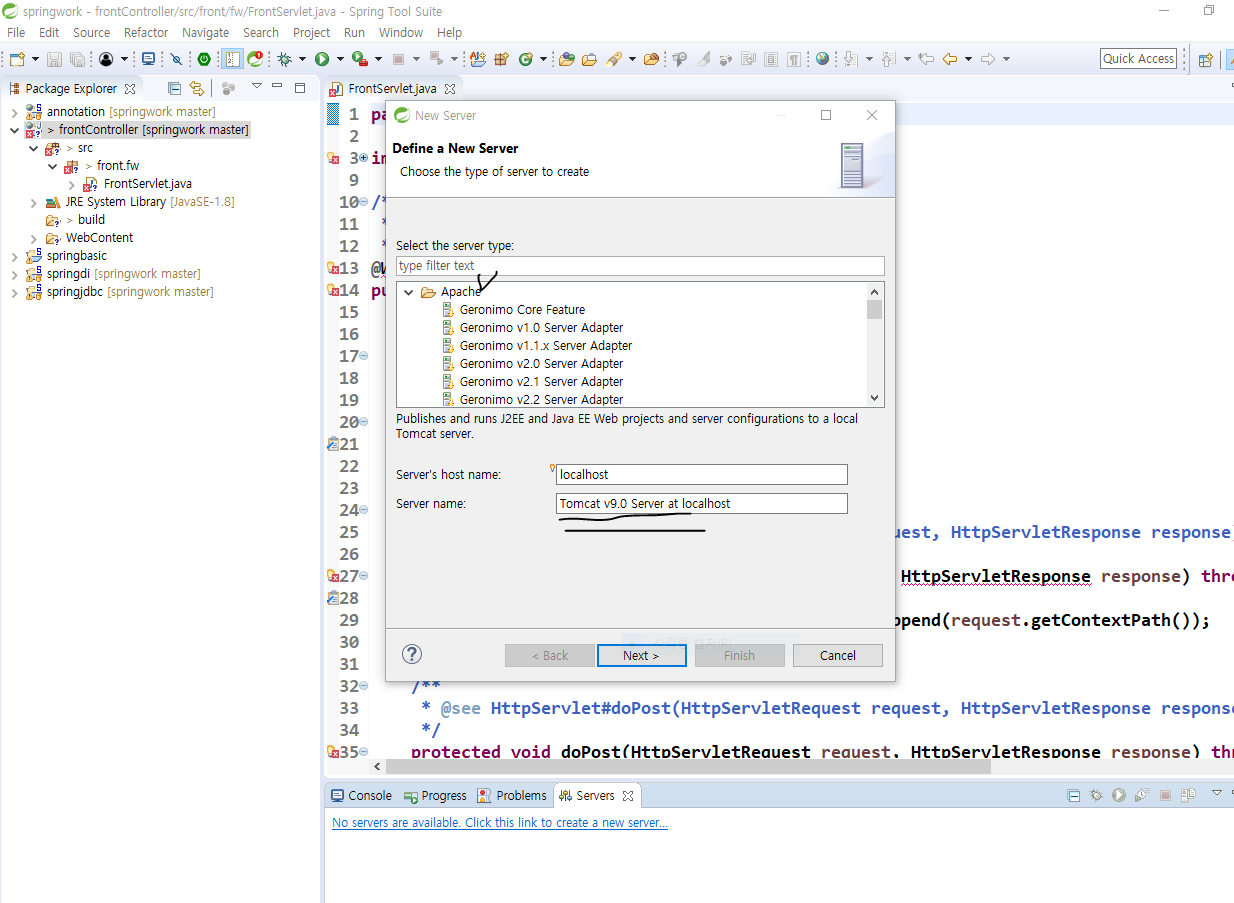 springwork - frontController/src/front/fw/FrontServlet.java - Spring Tool Suite
File Edit Source Refactor Navigate Search Project Run Window Help
Quick Access
Package Explorer
annotation [springwork master]
> frontController [springwork master]
> src
> front.fw
FrontServlet.java
JRE System Library [JavaSE-1.8]
> build
WebContent
springbasic
springdi [springwork master]
springjdbc [springwork master]
FrontServlet.java
1 pa
2
3 im
9
10 /*
11 *
12 *
13 @W
14 pu
15
16
17
18
19
20
21
22
23
24
25 uest, HttpServletResponse response)
26
27 HttpServletResponse response) thro
28
29 ppend(request.getContextPath());
30
31
32 /**
33 * @see HttpServlet#doPost(HttpServletRequest request, HttpServletResponse response
34 */
35 protected void doPost(HttpServletRequest request, HttpServletResponse response) thro
New Server
Define a New Server
Choose the type of server to create
Select the server type:
type filter text
Apache
Geronimo Core Feature
Geronimo v1.0 Server Adapter
Geronimo v1.1.x Server Adapter
Geronimo v2.0 Server Adapter
Geronimo v2.1 Server Adapter
Geronimo v2.2 Server Adapter
Publishes and runs J2EE and Java EE Web projects and server configurations to a local
Tomcat server.
Server's host name: localhost
Server name: Tomcat v9.0 Server at localhost
< Back Next > Finish Cancel
Console Progress Problems Servers
No servers are available. Click this link to create a new server...